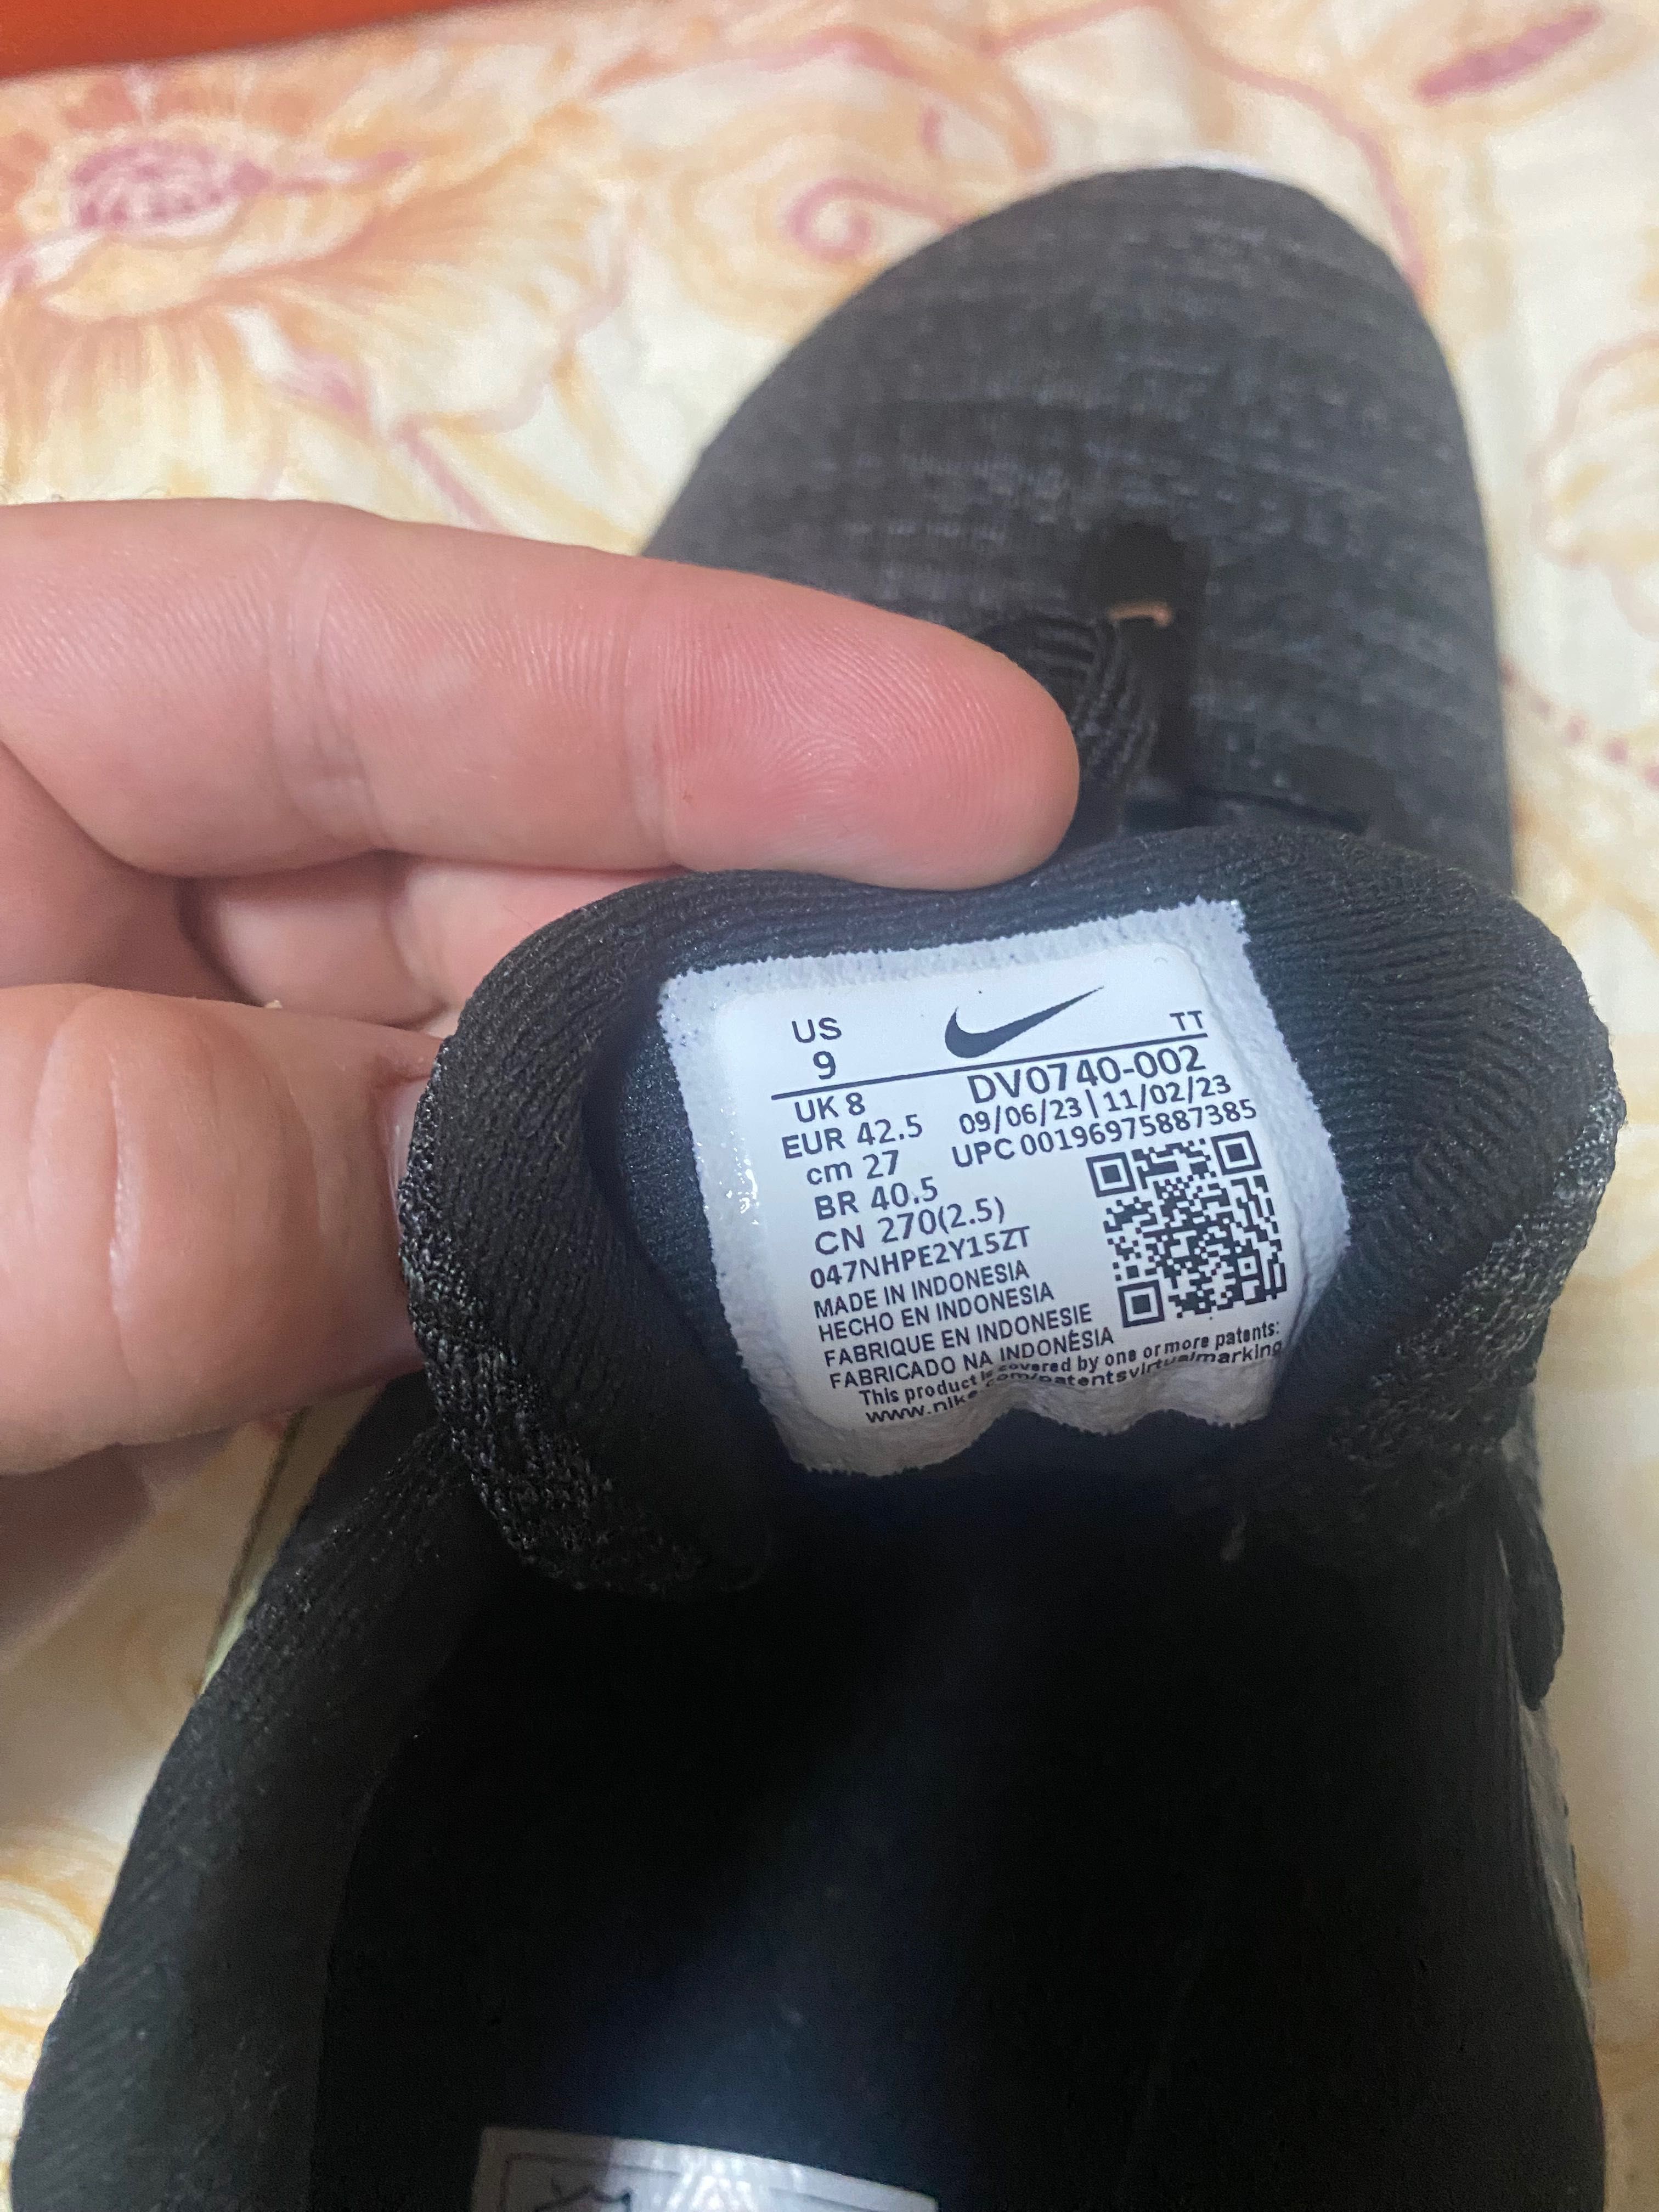 US
9
TT
DV0740-002
09/06/23 | 11/02/23
UPC 00196975887385
UK 8
EUR 42.5
cm 27
BR 40.5
CN 270(2.5)
047NHPE2Y15ZT
MADE IN INDONESIA
HECHO EN INDONESIA
FABRIQUE EN INDONESIE
FABRICADO NA INDONÉSIA
This product is covered by one or more patents:
www.nike.com/patentsvirtualmarking